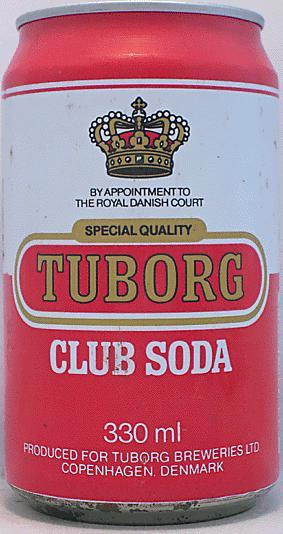 BY APPOINTMENT TO
THE ROYAL DANISH COURT
SPECIAL QUALITY
TUBORG
CLUB SODA
330 ml
PRODUCED FOR TUBORG BREWERIES LTD
COPENHAGEN, DENMARK